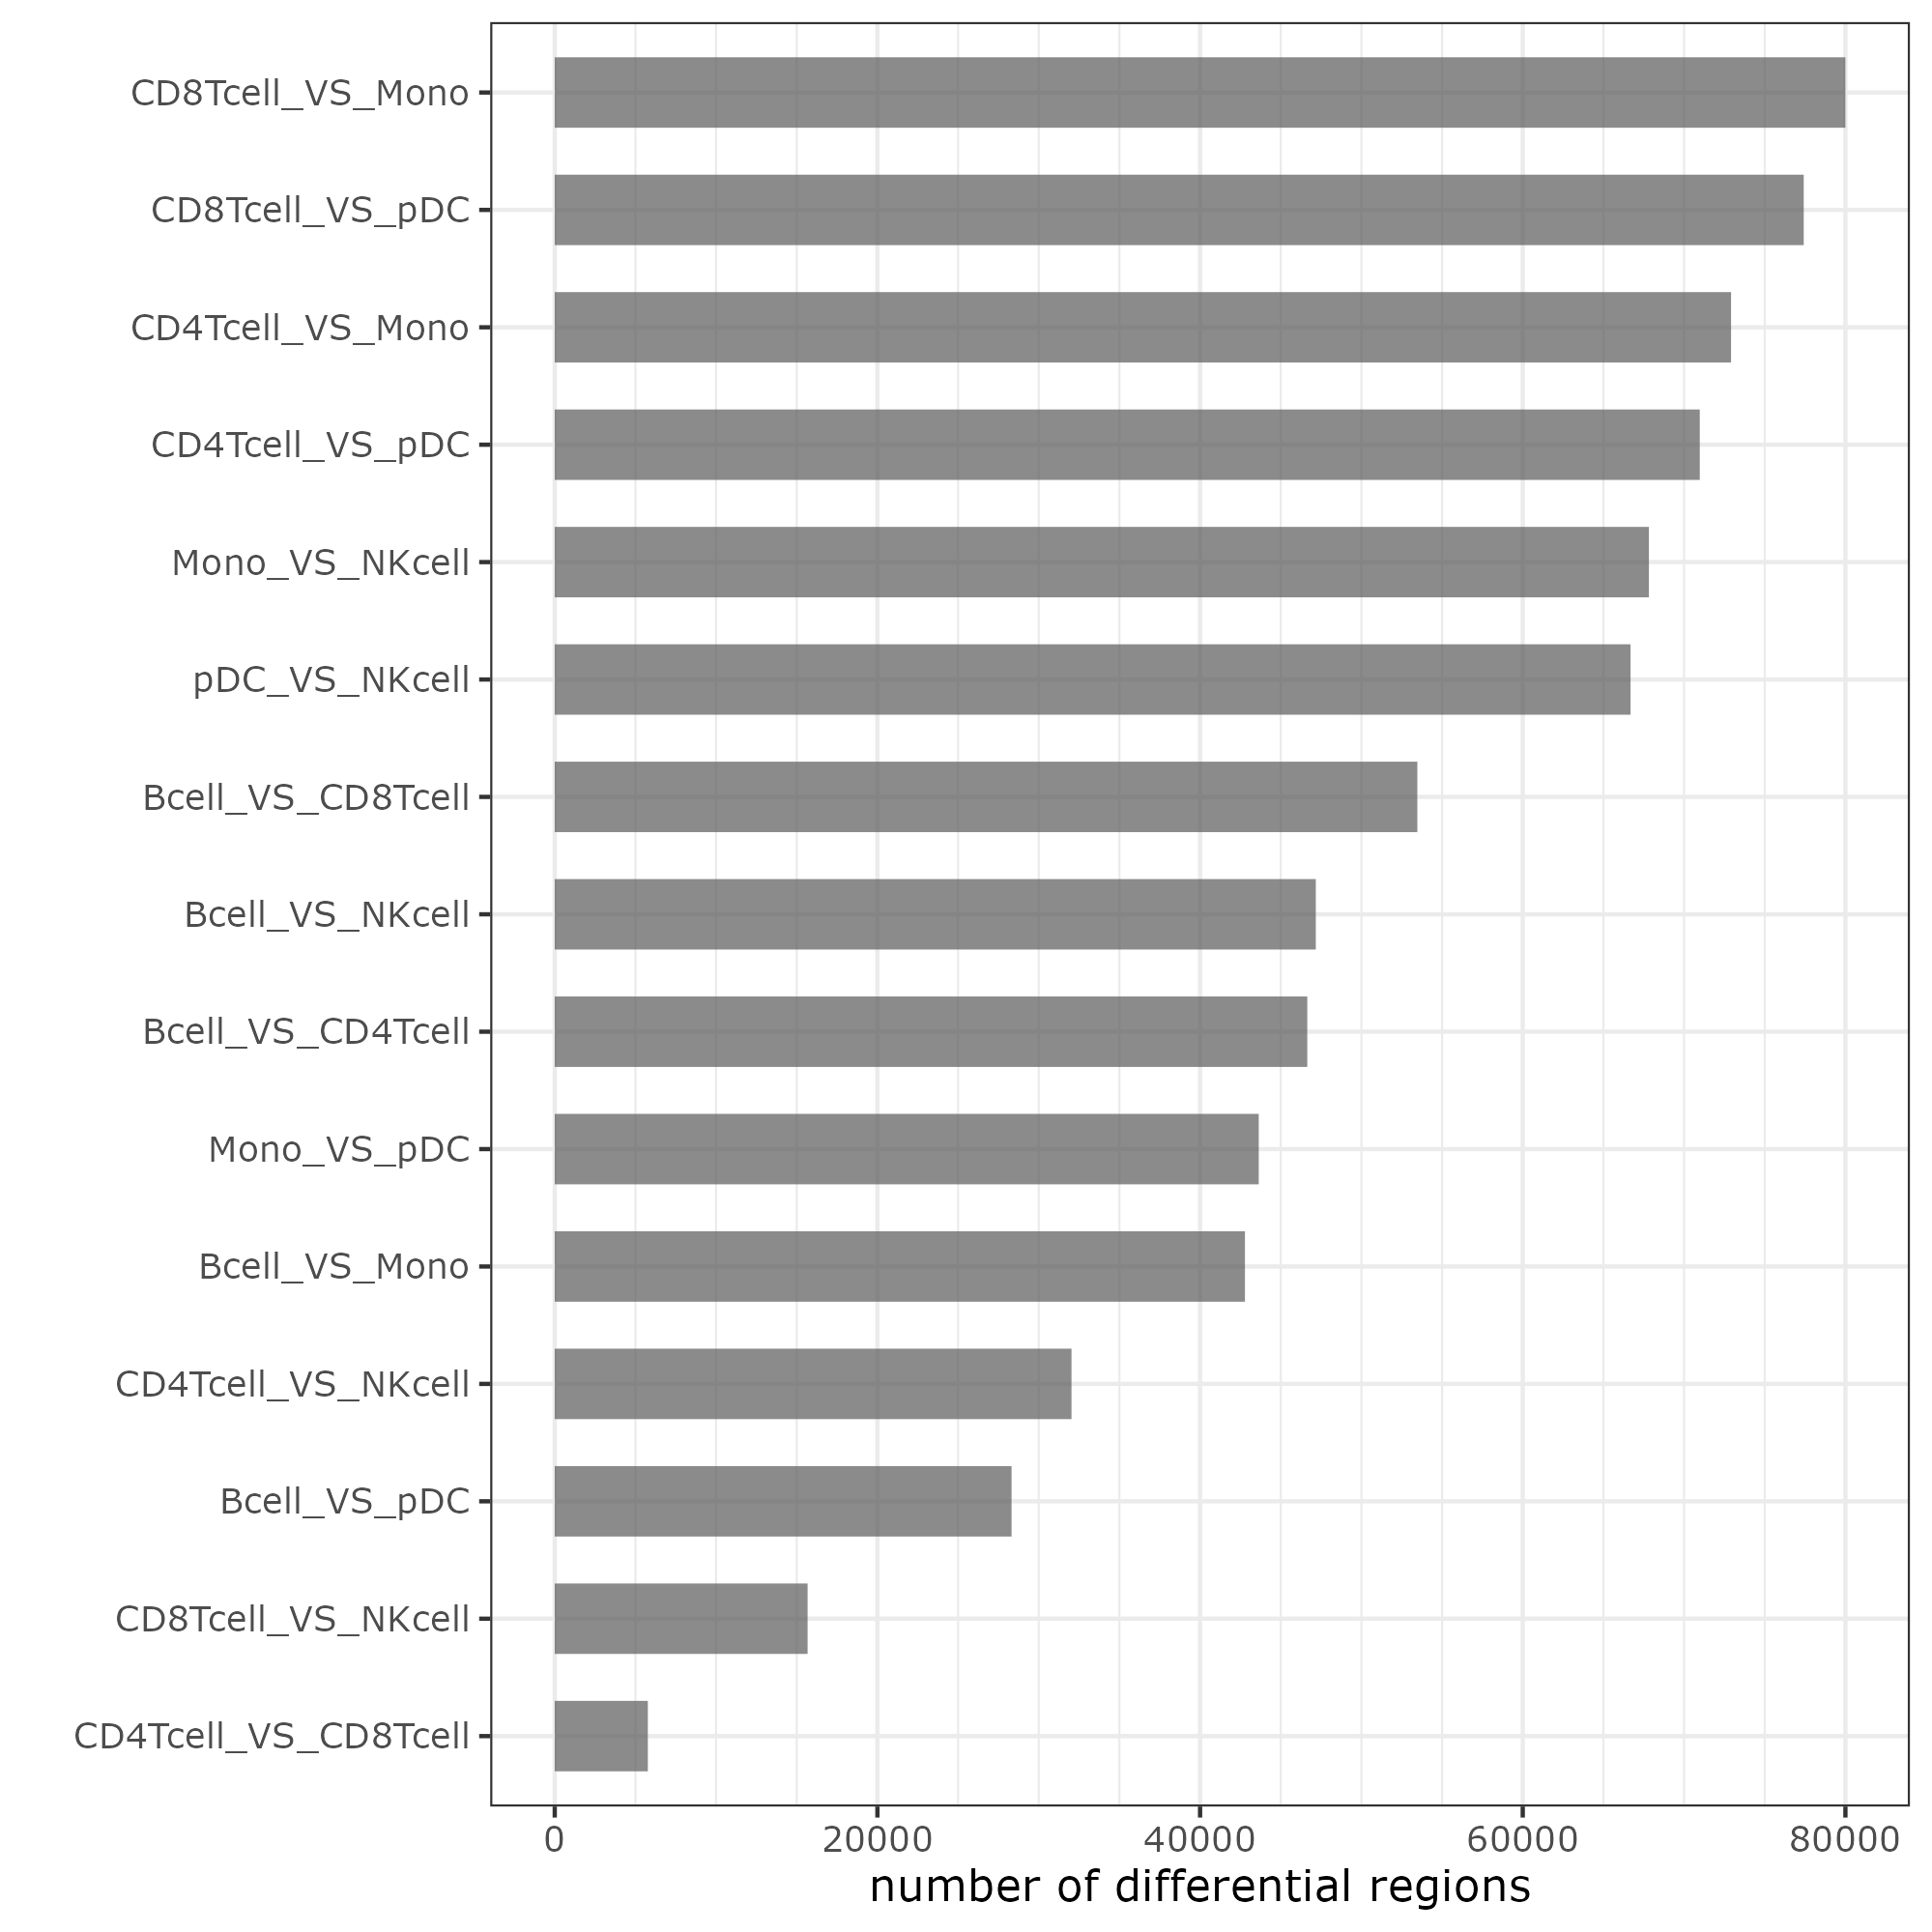 CD8Tcell_VS_Mono
CD8Tcell_VS_pDC
CD4Tcell_VS_Mono
CD4Tcell_VS_pDC
Mono_VS_NKcell
pDC_VS_NKcell
Bcell_VS_CD8Tcell
Bcell_VS_NKcell
Bcell_VS_CD4Tcell
Mono_VS_pDC
Bcell_VS_Mono
CD4Tcell_VS_NKcell
Bcell_VS_pDC
CD8Tcell_VS_NKcell
CD4Tcell_VS_CD8Tcell
0 20000 40000 60000 80000
number of differential regions